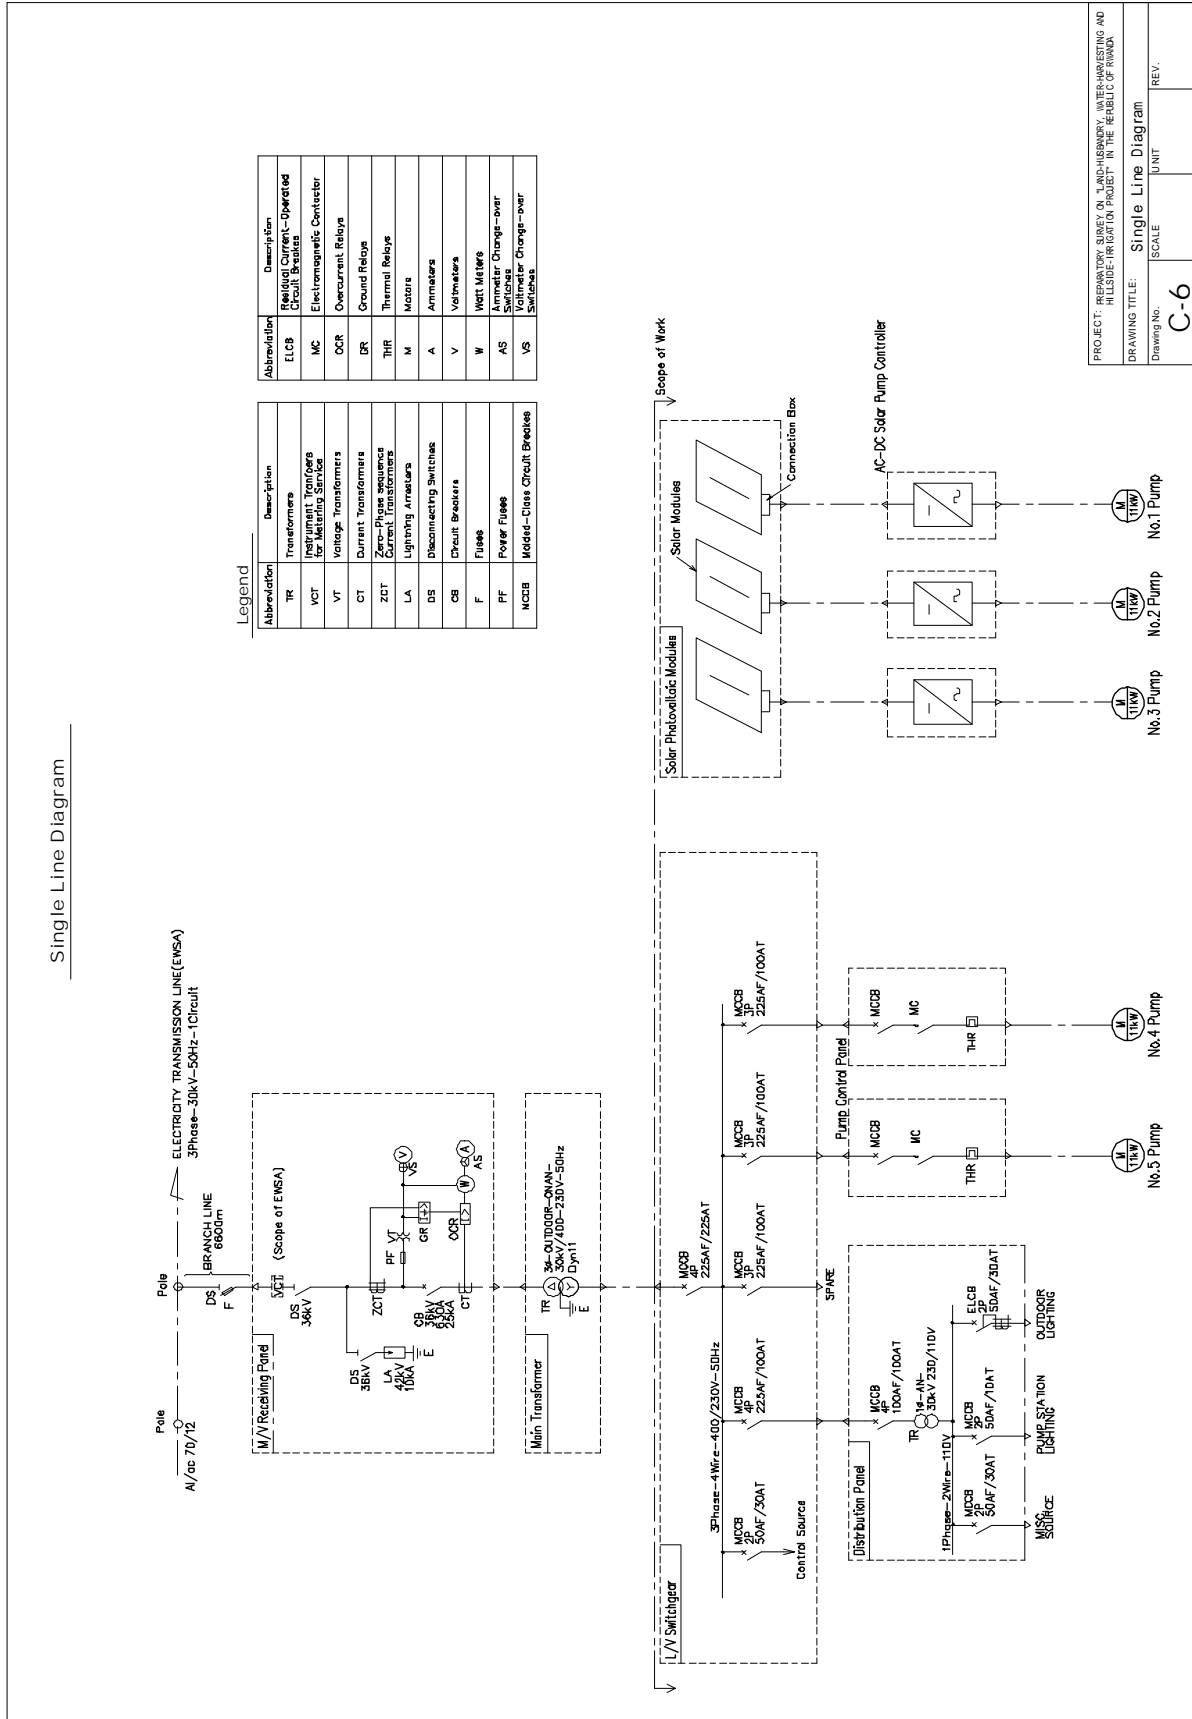 Single Line Diagram
Legend
Abbreviation Description
TR Transformers
VCT Instrument Tranfoers
for Metering Service
VT Voltage Transformers
CT Current Transformers
ZCT Zero-Phase sequence
Current Transformers
LA Lightning Arresters
DS Disconnecting Switches
CB Circuit Breakers
F Fuses
PF Power Fuses
MCCB Molded-Class Circuit Breakes
Abbreviation Description
ELCB Residual Current-Operated
Circuit Breakes
MC Electromagnetic Contactor
OCR Overcurrent Relays
GR Ground Relays
THR Thermal Relays
M Motors
A Ammeters
V Voltmeters
W Watt Meters
AS Ammeter Change-over
Switches
VS Voltmeter Change-over
Switches
Pole
Al/ac 70/12
Pole
ELECTRICITY TRANSMISSION LINE(EWSA)
3Phase-30kV-50Hz-1Circuit
BRANCH LINE
6600m
DS
F
M/V Receiving Panel
VCT (Scope of EWSA)
DS
36kV
DS
36kV
LA
42kV
10kA
E
ZCT
PF
VT
V
VS
GR
OCR
W
A
AS
CB
36kV
630A
25kA
CT
Main Transformer
TR
3ϕ-OUTDOOR-ONAN-
30kV/400-230V-50Hz
Dyn11
E
Scope of Work
L/V Switchgear
MCCB
4P
225AF/225AT
3Phase-4Wire-400/230V-50Hz
MCCB
2P
50AF/30AT
Control Source
MCCB
4P
225AF/100AT
MCCB
3P
225AF/100AT
SPARE
MCCB
3P
225AF/100AT
MCCB
3P
225AF/100AT
Distribution Panel
MCCB
4P
100AF/100AT
TR
1ϕ-AN-
30kV 230/110V
1Phase-2Wire-110V
MCCB
2P
50AF/30AT
MISC.
SOURCE
MCCB
2P
50AF/10AT
PUMP STATION
LIGHTING
ELCB
2P
50AF/30AT
OUTDOOR
LIGHTING
Pump Control Panel
MCCB
MC
THR
M
11kW
No.5 Pump
MCCB
MC
THR
M
11kW
No.4 Pump
Solar Photovoltaic Modules
Solar Modules
Connection Box
AC-DC Solar Pump Controller
M
11kW
No.3 Pump
M
11kW
No.2 Pump
M
11kW
No.1 Pump
PROJECT: PREPARATORY SURVEY ON "LAND-HUSBANDRY, WATER-HARVESTING AND
HILLSIDE-IRRIGATION PROJECT" IN THE REPUBLIC OF RWANDA
DRAWING TITLE: Single Line Diagram
Drawing No. C-6
SCALE
UNIT
REV.